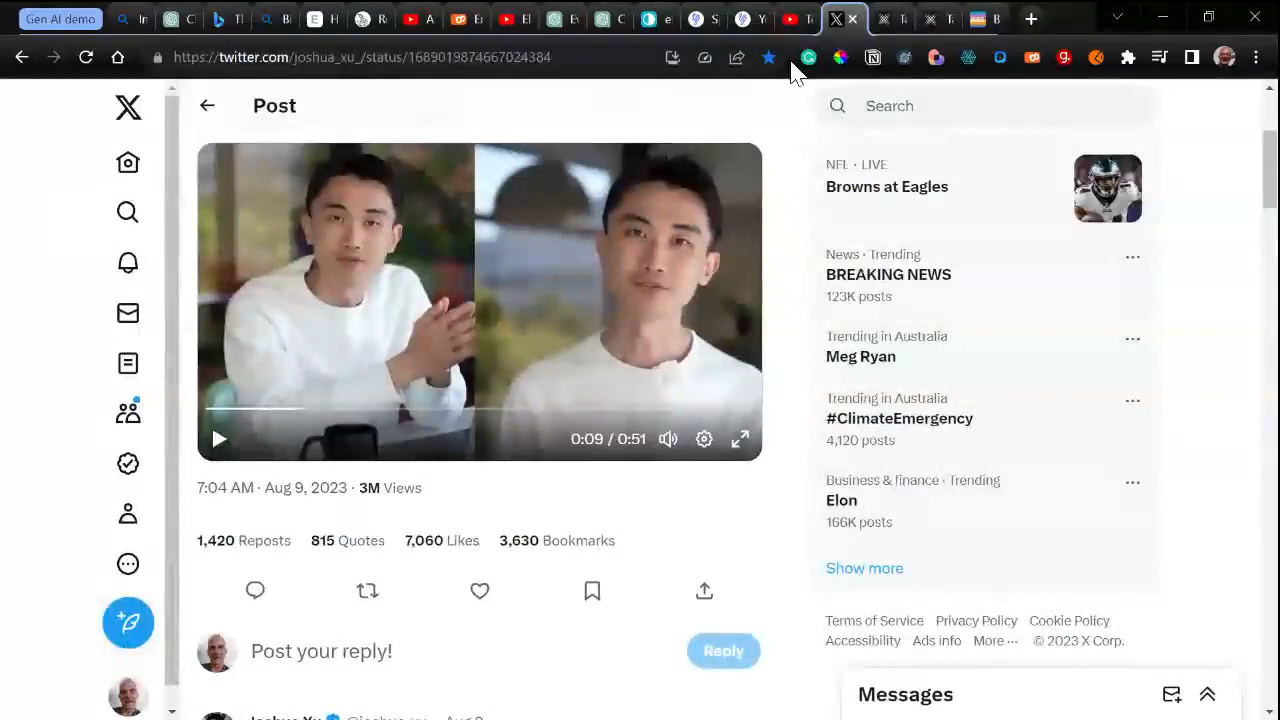 Gen AI demo
https://twitter.com/joshua_xu_/status/1689019874667024384
Post
0:09 / 0:51
7:04 AM · Aug 9, 2023 · 3M Views
1,420 Reposts 815 Quotes 7,060 Likes 3,630 Bookmarks
Post your reply!
Reply
Search
NFL · LIVE
Browns at Eagles
News · Trending
BREAKING NEWS
123K posts
Trending in Australia
Meg Ryan
Trending in Australia
#ClimateEmergency
4,120 posts
Business & finance · Trending
Elon
166K posts
Show more
Terms of Service Privacy Policy Cookie Policy
Accessibility Ads info More ··· © 2023 X Corp.
Messages